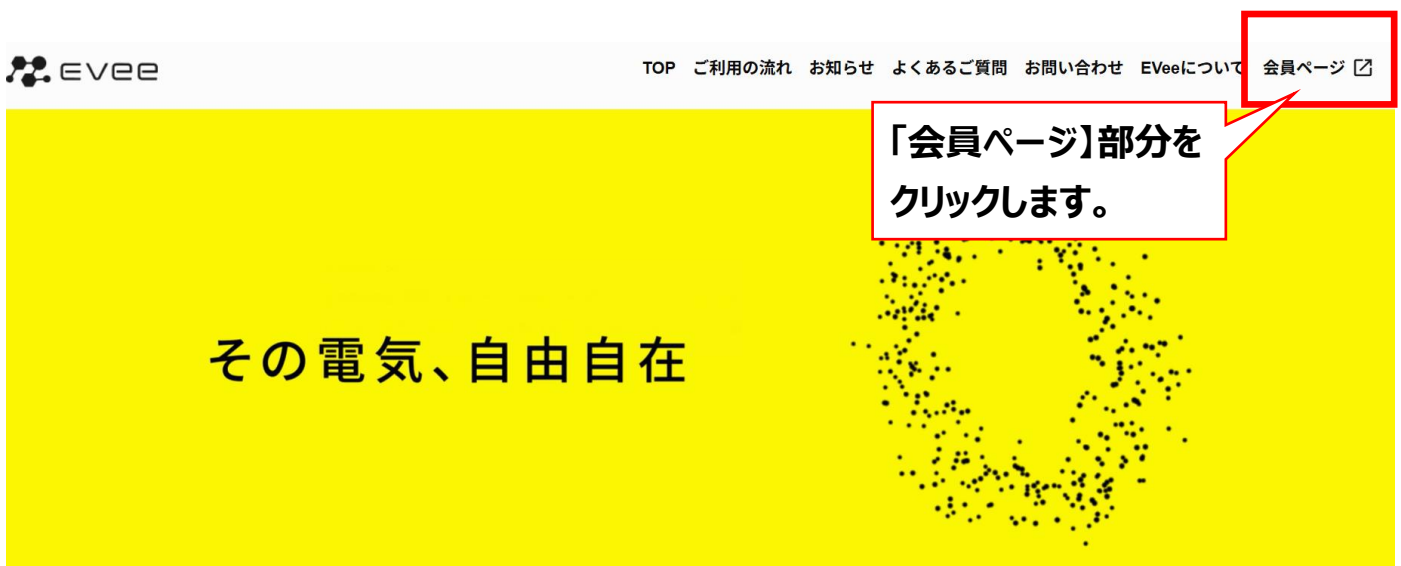 EVee
TOP ご利用の流れ お知らせ よくあるご質問 お問い合わせ EVeeについて 会員ページ
「会員ページ】部分を
クリックします。
その電気、自由自在